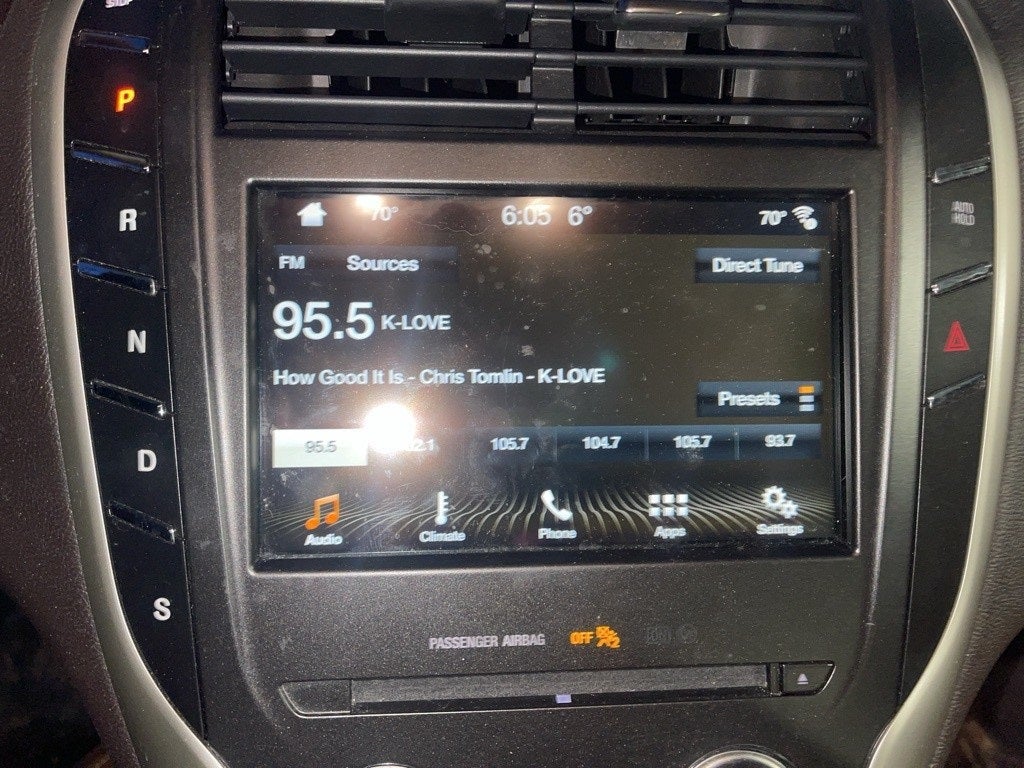 P
R
N
D
S
AUTO
HOLD
70° 6:05 6° 70°
FM Sources Direct Tune
95.5 K-LOVE
How Good It Is - Chris Tomlin - K-LOVE
Presets
95.5 105.7 104.7 105.7 93.7
Audio Climate Phone Apps Settings
PASSENGER AIRBAG OFF